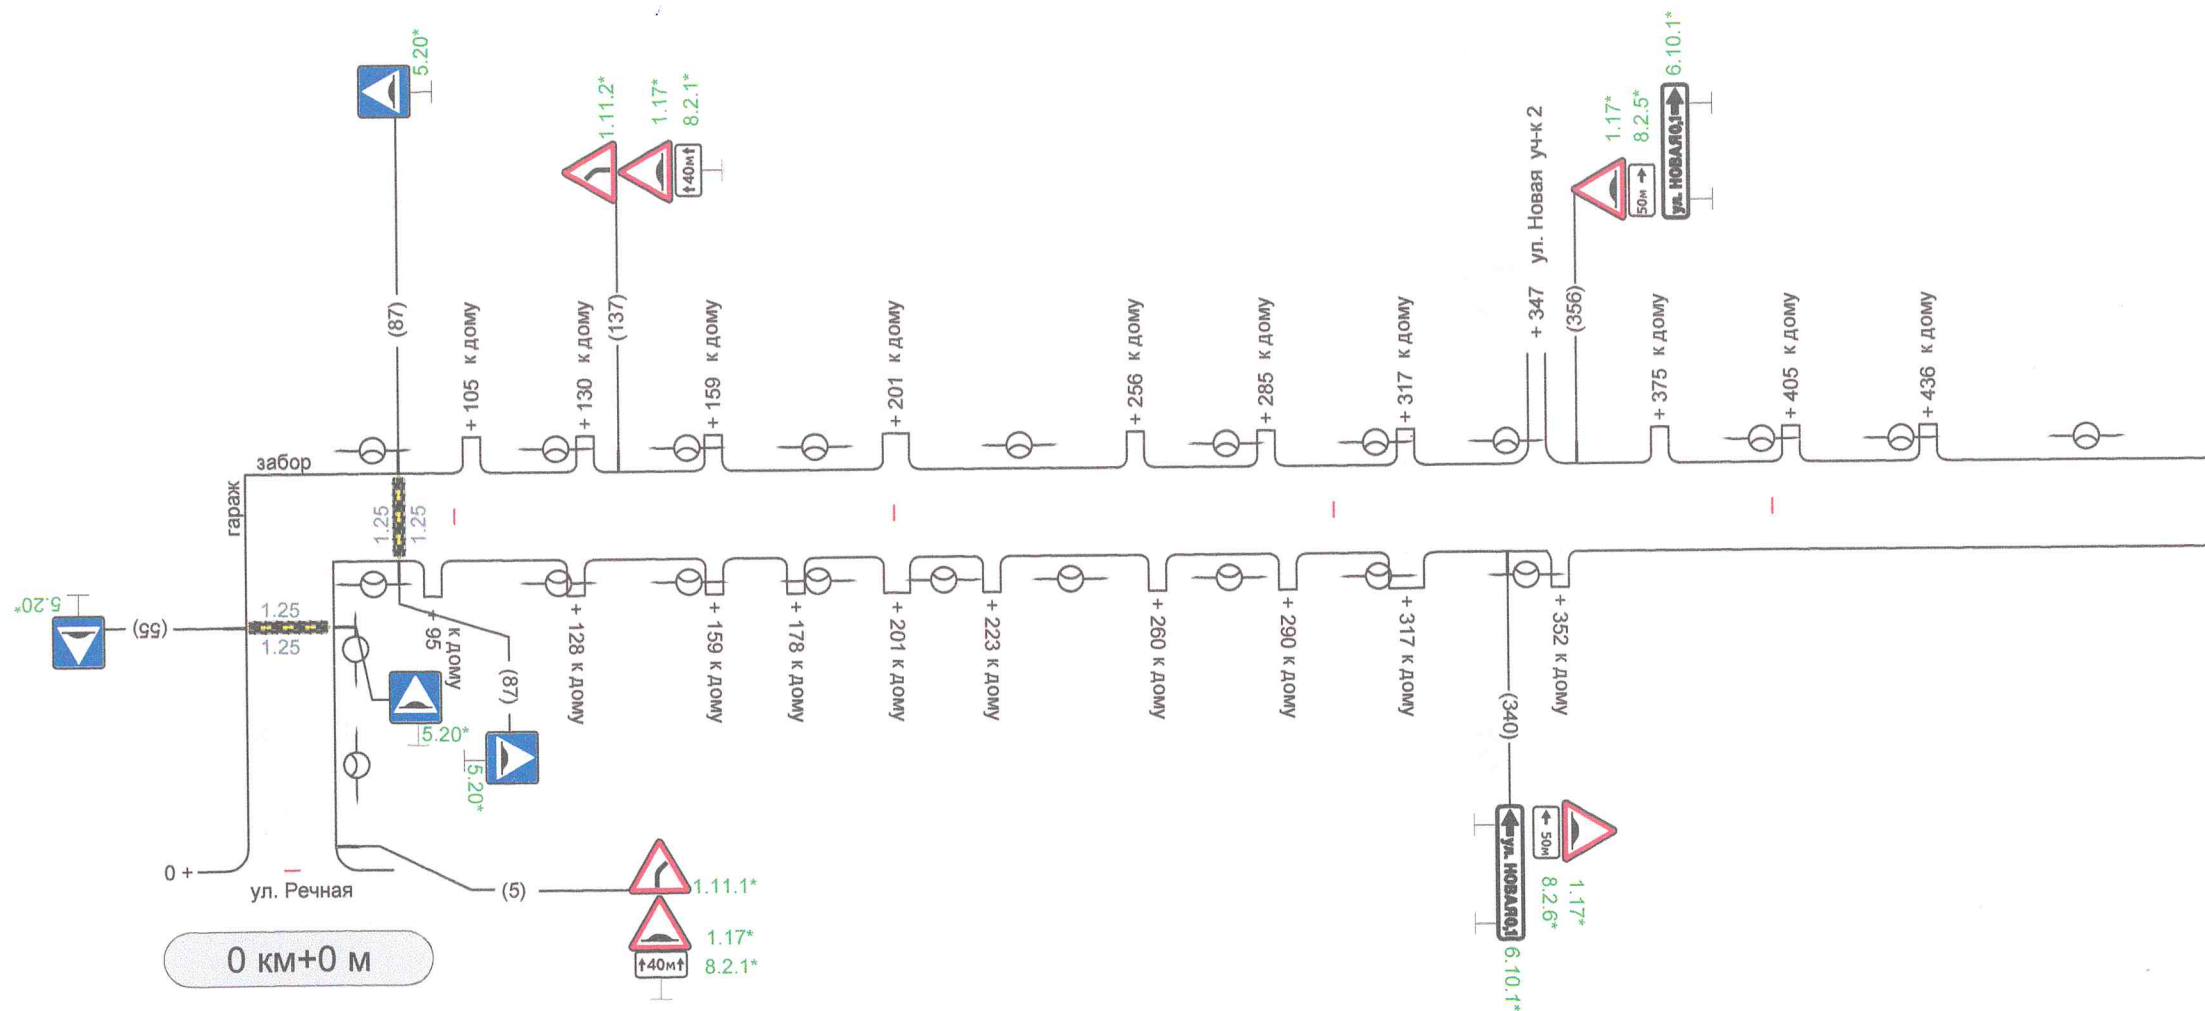 5.20*
(87)
1.11.2*
1.17*
8.2.1*
40м
(137)
1.17*
8.2.5*
50м
ул. НОВАЯ0,1
6.10.1*
(356)
+ 347 ул. Новая уч-к 2
+ 105 к дому
+ 130 к дому
+ 159 к дому
+ 201 к дому
+ 256 к дому
+ 285 к дому
+ 317 к дому
+ 375 к дому
+ 405 к дому
+ 436 к дому
забор
гараж
1.25
1.25
5.20*
(55)
1.25
1.25
+ 95
к дому
+ 128 к дому
+ 159 к дому
+ 178 к дому
+ 201 к дому
+ 223 к дому
+ 260 к дому
+ 290 к дому
+ 317 к дому
+ 352 к дому
5.20*
(87)
5.20*
(340)
ул. НОВАЯ0,1
6.10.1*
50м
8.2.6*
1.17*
0 +
ул. Речная
(5)
1.11.1*
1.17*
40м
8.2.1*
0 км+0 м